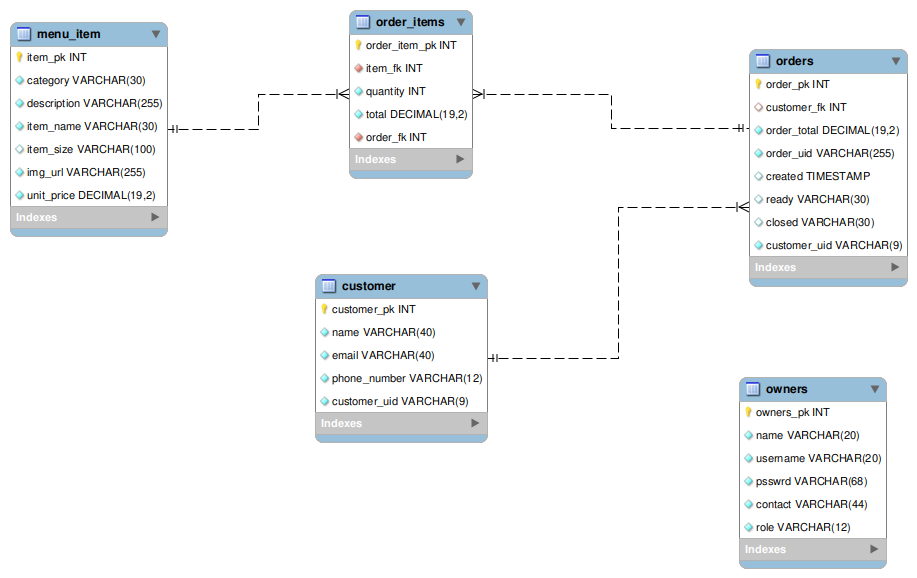 menu_item
item_pk INT
category VARCHAR(30)
description VARCHAR(255)
item_name VARCHAR(30)
item_size VARCHAR(100)
img_url VARCHAR(255)
unit_price DECIMAL(19,2)
Indexes
order_items
order_item_pk INT
item_fk INT
quantity INT
total DECIMAL(19,2)
order_fk INT
Indexes
orders
order_pk INT
customer_fk INT
order_total DECIMAL(19,2)
order_uid VARCHAR(255)
created TIMESTAMP
ready VARCHAR(30)
closed VARCHAR(30)
customer_uid VARCHAR(9)
Indexes
customer
customer_pk INT
name VARCHAR(40)
email VARCHAR(40)
phone_number VARCHAR(12)
customer_uid VARCHAR(9)
Indexes
owners
owners_pk INT
name VARCHAR(20)
username VARCHAR(20)
psswrd VARCHAR(68)
contact VARCHAR(44)
role VARCHAR(12)
Indexes